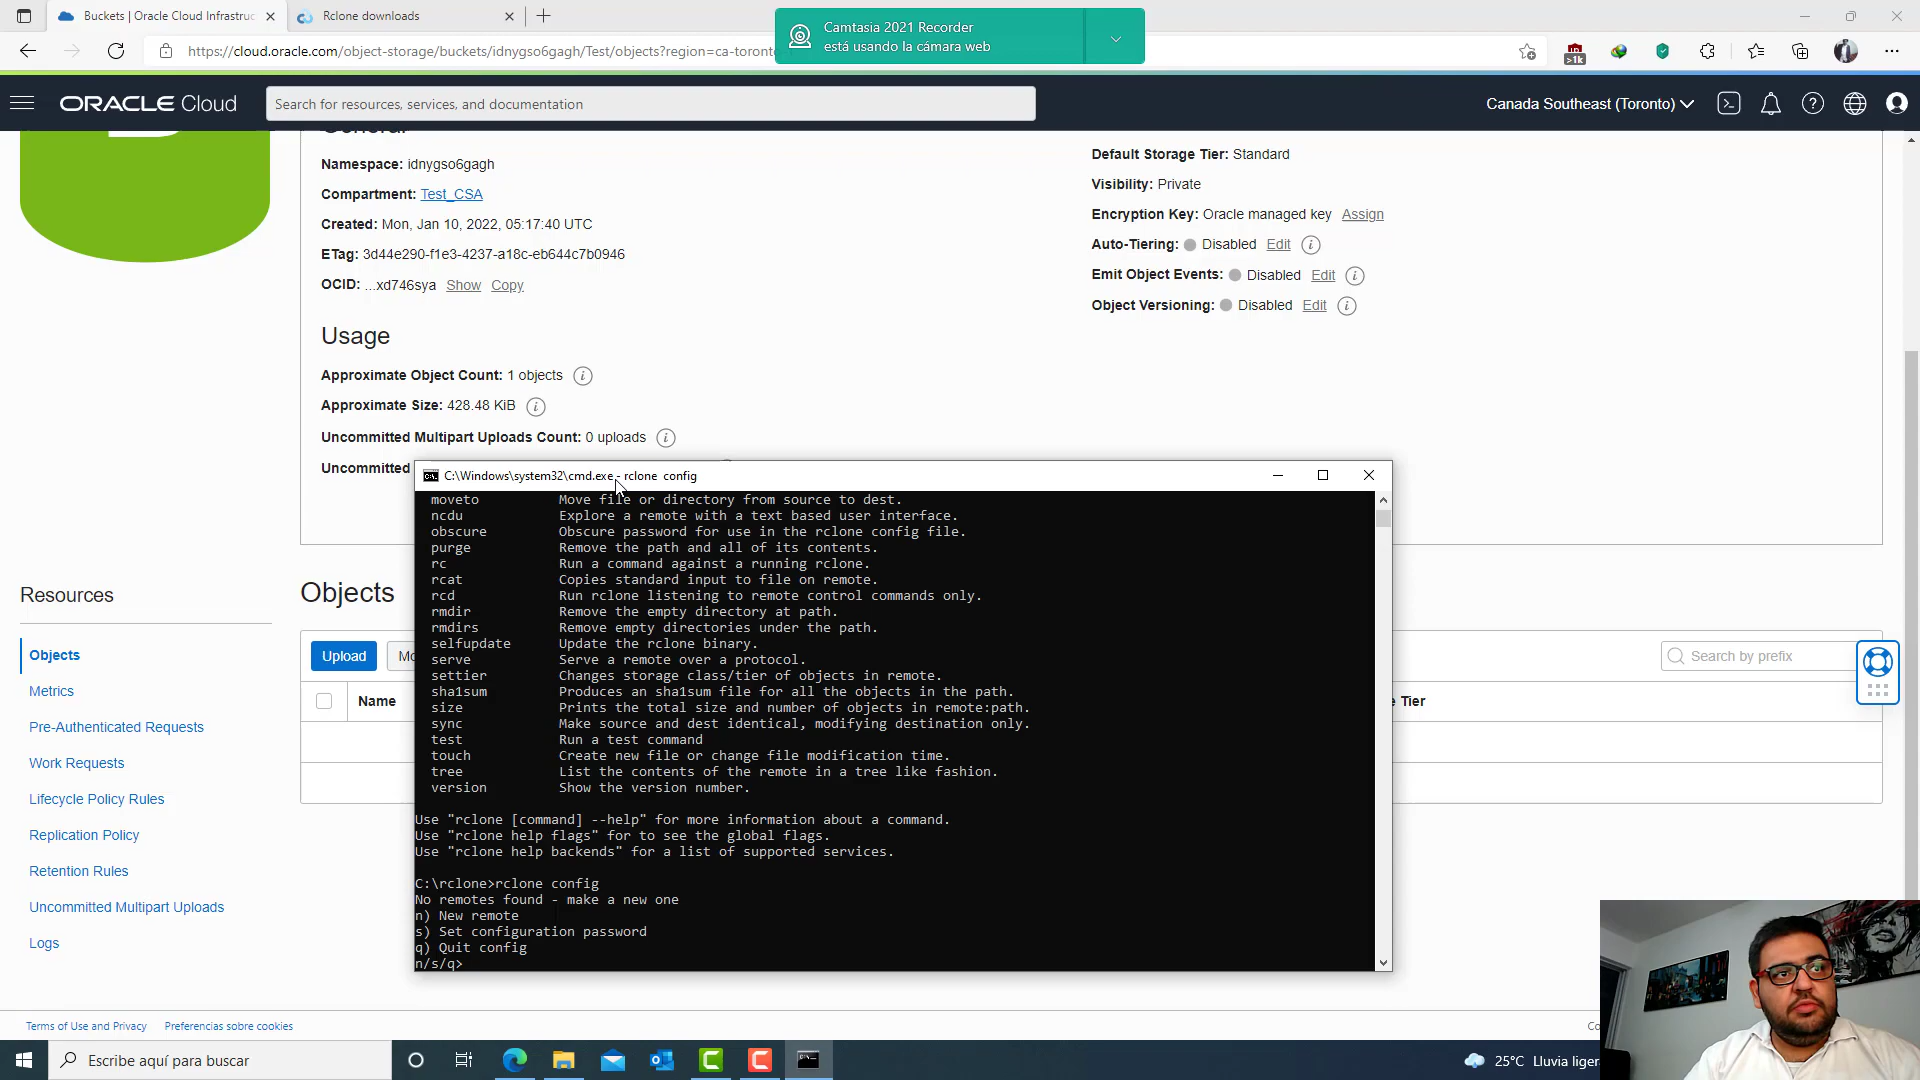 Buckets | Oracle Cloud Infrastruc
Rclone downloads
Camtasia 2021 Recorder
está usando la cámara web
https://cloud.oracle.com/object-storage/buckets/idnygso6gagh/Test/objects?region=ca-toronto-
>1k
ORACLE Cloud
Search for resources, services, and documentation
Canada Southeast (Toronto)
General
Namespace: idnygso6gagh
Compartment: Test_CSA
Created: Mon, Jan 10, 2022, 05:17:40 UTC
ETag: 3d44e290-f1e3-4237-a18c-eb644c7b0946
OCID: ...xd746sya Show Copy
Default Storage Tier: Standard
Visibility: Private
Encryption Key: Oracle managed key Assign
Auto-Tiering: Disabled Edit
Emit Object Events: Disabled Edit
Object Versioning: Disabled Edit
Usage
Approximate Object Count: 1 objects
Approximate Size: 428.48 KiB
Uncommitted Multipart Uploads Count: 0 uploads
Uncommitted
C:\Windows\system32\cmd.exe - rclone config
moveto Move file or directory from source to dest.
ncdu Explore a remote with a text based user interface.
obscure Obscure password for use in the rclone config file.
purge Remove the path and all of its contents.
rc Run a command against a running rclone.
rcat Copies standard input to file on remote.
rcd Run rclone listening to remote control commands only.
rmdir Remove the empty directory at path.
rmdirs Remove empty directories under the path.
selfupdate Update the rclone binary.
serve Serve a remote over a protocol.
settier Changes storage class/tier of objects in remote.
sha1sum Produces an sha1sum file for all the objects in the path.
size Prints the total size and number of objects in remote:path.
sync Make source and dest identical, modifying destination only.
test Run a test command
touch Create new file or change file modification time.
tree List the contents of the remote in a tree like fashion.
version Show the version number.
Use "rclone [command] --help" for more information about a command.
Use "rclone help flags" for to see the global flags.
Use "rclone help backends" for a list of supported services.
C:\rclone>rclone config
No remotes found - make a new one
n) New remote
s) Set configuration password
q) Quit config
n/s/q>
Resources
Objects
Metrics
Pre-Authenticated Requests
Work Requests
Lifecycle Policy Rules
Replication Policy
Retention Rules
Uncommitted Multipart Uploads
Logs
Objects
Upload
Mo
Search by prefix
Name
e Tier
Terms of Use and Privacy Preferencias sobre cookies
Co
Escribe aquí para buscar
25°C Lluvia liger